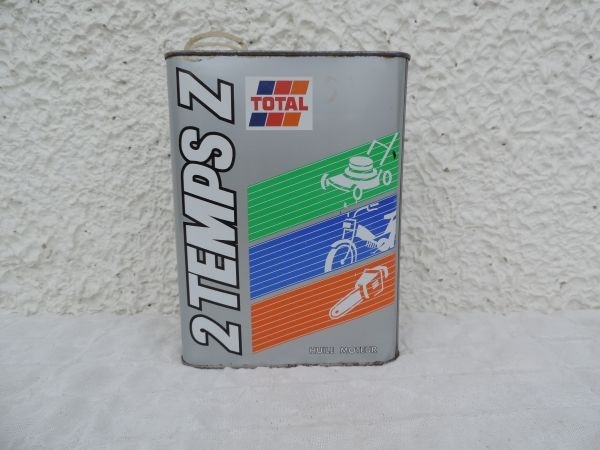 TOTAL
2 TEMPS Z
HUILE MOTEUR